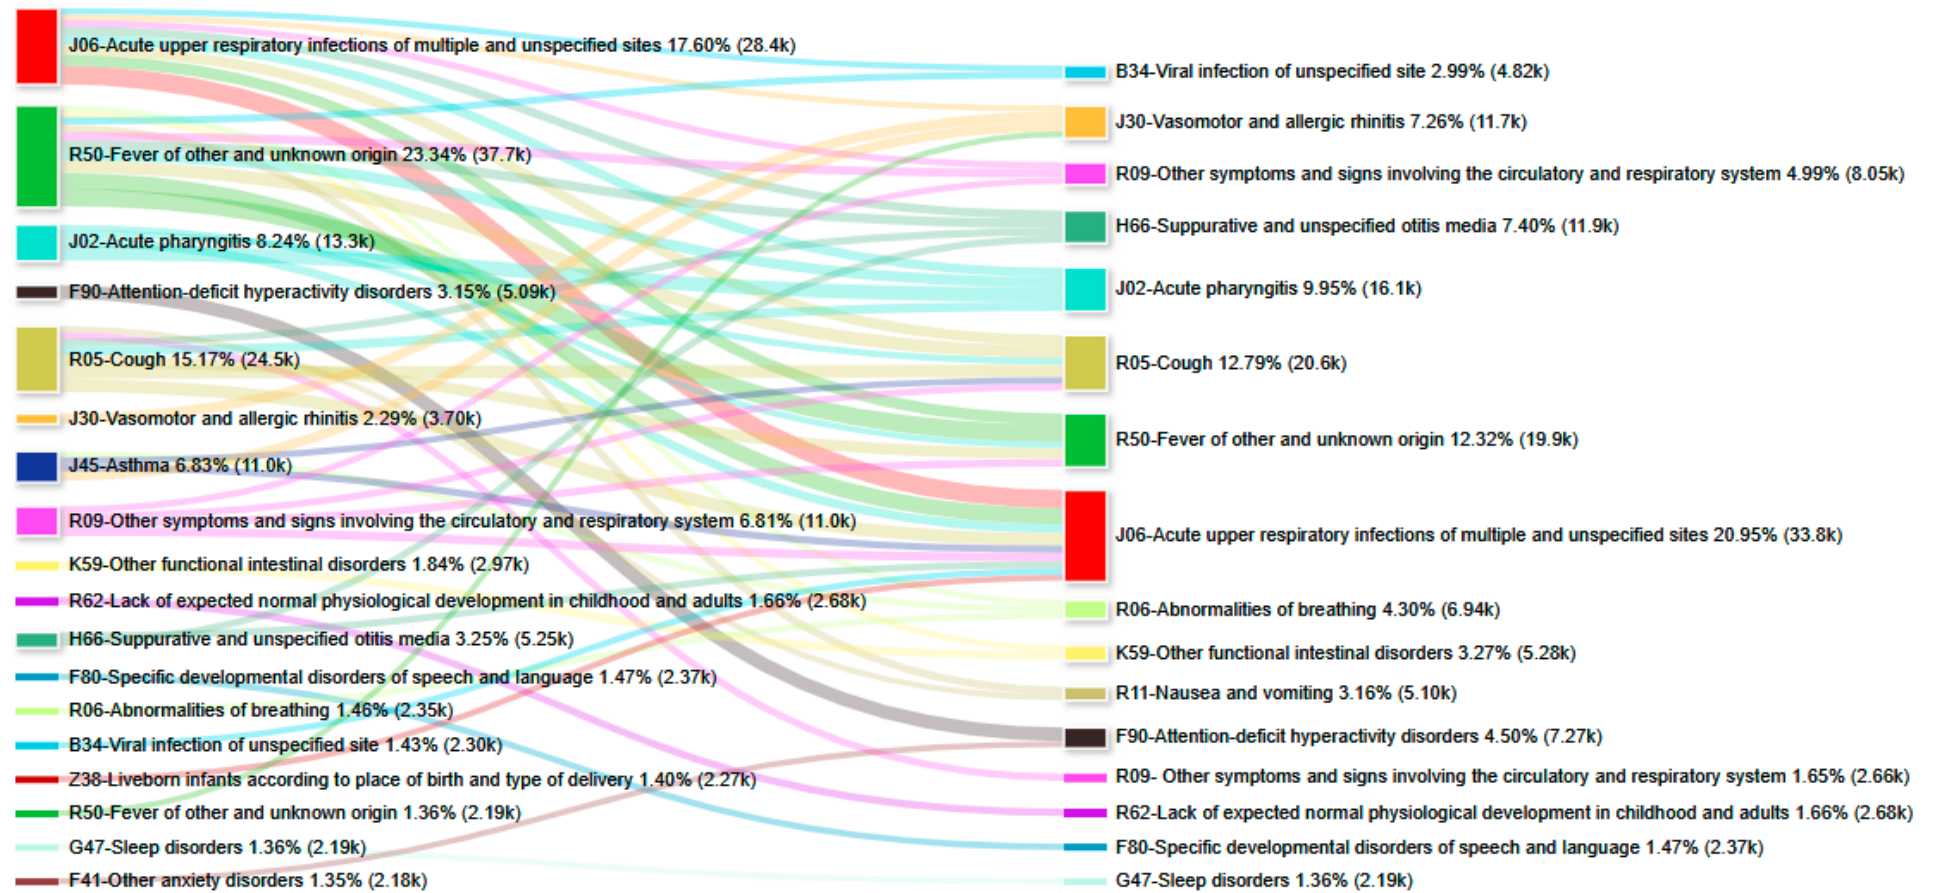 J06-Acute upper respiratory infections of multiple and unspecified sites 17.60% (28.4k)
R50-Fever of other and unknown origin 23.34% (37.7k)
J02-Acute pharyngitis 8.24% (13.3k)
F90-Attention-deficit hyperactivity disorders 3.15% (5.09k)
R05-Cough 15.17% (24.5k)
J30-Vasomotor and allergic rhinitis 2.29% (3.70k)
J45-Asthma 6.83% (11.0k)
R09-Other symptoms and signs involving the circulatory and respiratory system 6.81% (11.0k)
K59-Other functional intestinal disorders 1.84% (2.97k)
R62-Lack of expected normal physiological development in childhood and adults 1.66% (2.68k)
H66-Suppurative and unspecified otitis media 3.25% (5.25k)
F80-Specific developmental disorders of speech and language 1.47% (2.37k)
R06-Abnormalities of breathing 1.46% (2.35k)
B34-Viral infection of unspecified site 1.43% (2.30k)
Z38-Liveborn infants according to place of birth and type of delivery 1.40% (2.27k)
R50-Fever of other and unknown origin 1.36% (2.19k)
G47-Sleep disorders 1.36% (2.19k)
F41-Other anxiety disorders 1.35% (2.18k)
B34-Viral infection of unspecified site 2.99% (4.82k)
J30-Vasomotor and allergic rhinitis 7.26% (11.7k)
R09-Other symptoms and signs involving the circulatory and respiratory system 4.99% (8.05k)
H66-Suppurative and unspecified otitis media 7.40% (11.9k)
J02-Acute pharyngitis 9.95% (16.1k)
R05-Cough 12.79% (20.6k)
R50-Fever of other and unknown origin 12.32% (19.9k)
J06-Acute upper respiratory infections of multiple and unspecified sites 20.95% (33.8k)
R06-Abnormalities of breathing 4.30% (6.94k)
K59-Other functional intestinal disorders 3.27% (5.28k)
R11-Nausea and vomiting 3.16% (5.10k)
F90-Attention-deficit hyperactivity disorders 4.50% (7.27k)
R09- Other symptoms and signs involving the circulatory and respiratory system 1.65% (2.66k)
R62-Lack of expected normal physiological development in childhood and adults 1.66% (2.68k)
F80-Specific developmental disorders of speech and language 1.47% (2.37k)
G47-Sleep disorders 1.36% (2.19k)